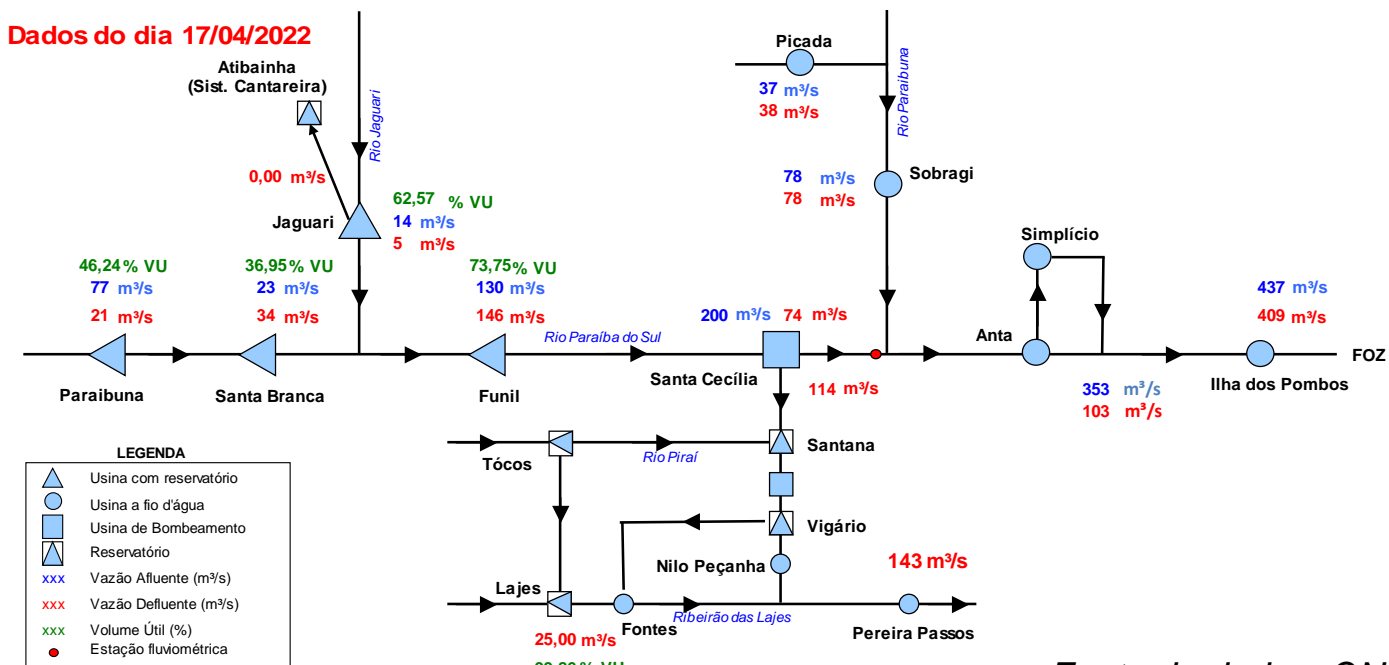 Dados do dia 17/04/2022
Atibainha
(Sist. Cantareira)
Rio Jaguari
0,00 m³/s
Jaguari
62,57 % VU
14 m³/s
5 m³/s
Picada
37 m³/s
38 m³/s
Rio Paraibuna
78 m³/s
78 m³/s
Sobragi
Simplício
46,24 % VU
77 m³/s
21 m³/s
Paraibuna
36,95 % VU
23 m³/s
34 m³/s
Santa Branca
73,75 % VU
130 m³/s
146 m³/s
Funil
Rio Paraíba do Sul
200 m³/s 74 m³/s
Santa Cecília
114 m³/s
Anta
353 m³/s
103 m³/s
437 m³/s
409 m³/s
Ilha dos Pombos
FOZ
Tócos
Rio Piraí
Santana
Vigário
Nilo Peçanha
143 m³/s
Lajes
Fontes
Ribeirão das Lajes
Pereira Passos
25,00 m³/s
% VU
LEGENDA
Usina com reservatório
Usina a fio d'água
Usina de Bombeamento
Reservatório
xxx Vazão Afluente (m³/s)
xxx Vazão Defluente (m³/s)
xxx Volume Útil (%)
Estação fluviométrica